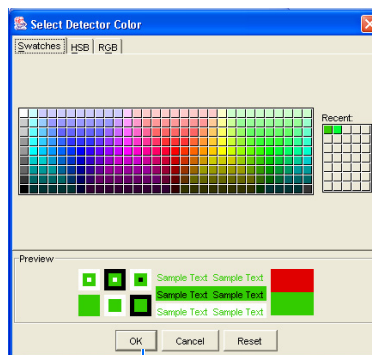 Select Detector Color
Swatches HSB RGB
Recent:
Preview
Sample Text Sample Text
Sample Text Sample Text
Sample Text Sample Text
OK Cancel Reset